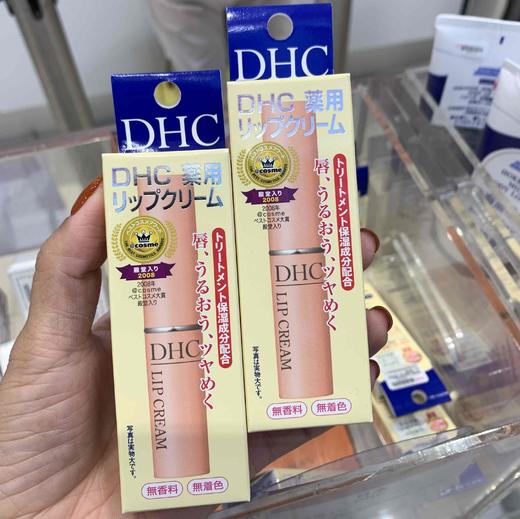 DHC
DHC 薬用
リップクリーム
@cosme
殿堂入り
2008
2008年
@cosme
ベストコスメ大賞
殿堂入り
トリートメント保湿成分配合
唇、うるおう、ツヤめく
DHC
LIP CREAM
写真は実物大です。
無香料
無着色
DHC
DHC 薬用
リップクリーム
@cosme
殿堂入り
2008
2008年
@cosme
ベストコスメ大賞
殿堂入り
トリートメント保湿成分配合
唇、うるおう、ツヤめく
DHC
LIP CREAM
写真は実物大です。
無香料
無着色